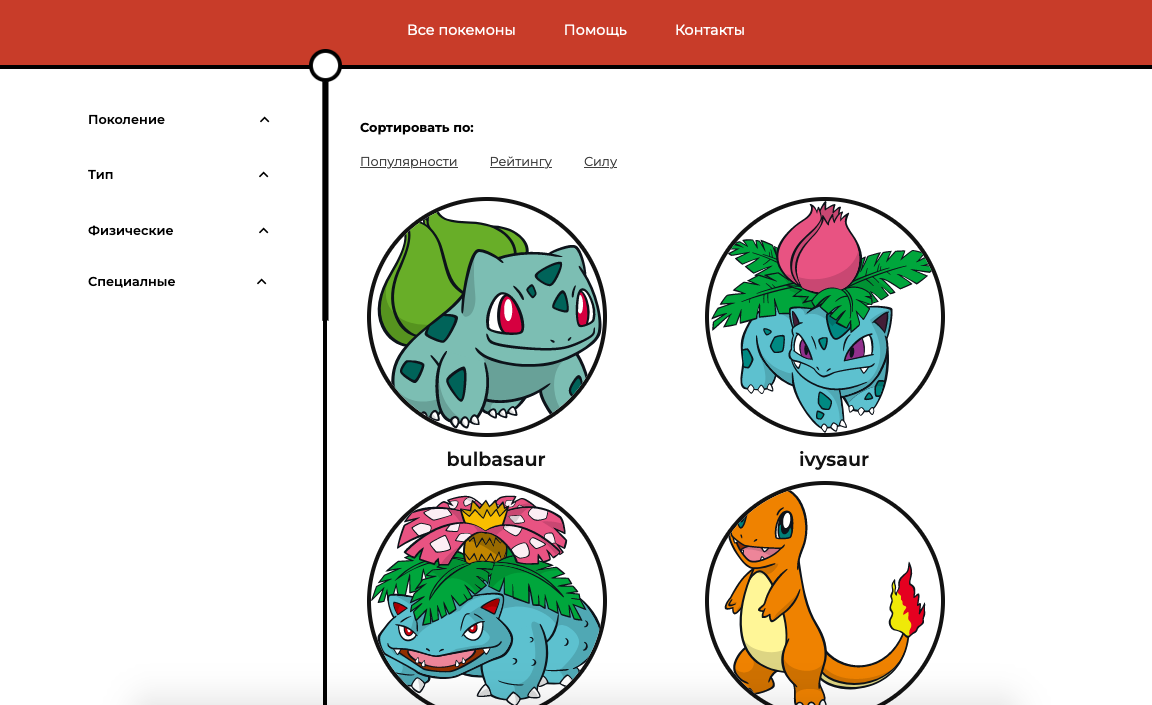 Все покемоны Помощь Контакты
Поколение
Тип
Физические
Специалные
Сортировать по:
Популярности Рейтингу Силу
bulbasaur ivysaur